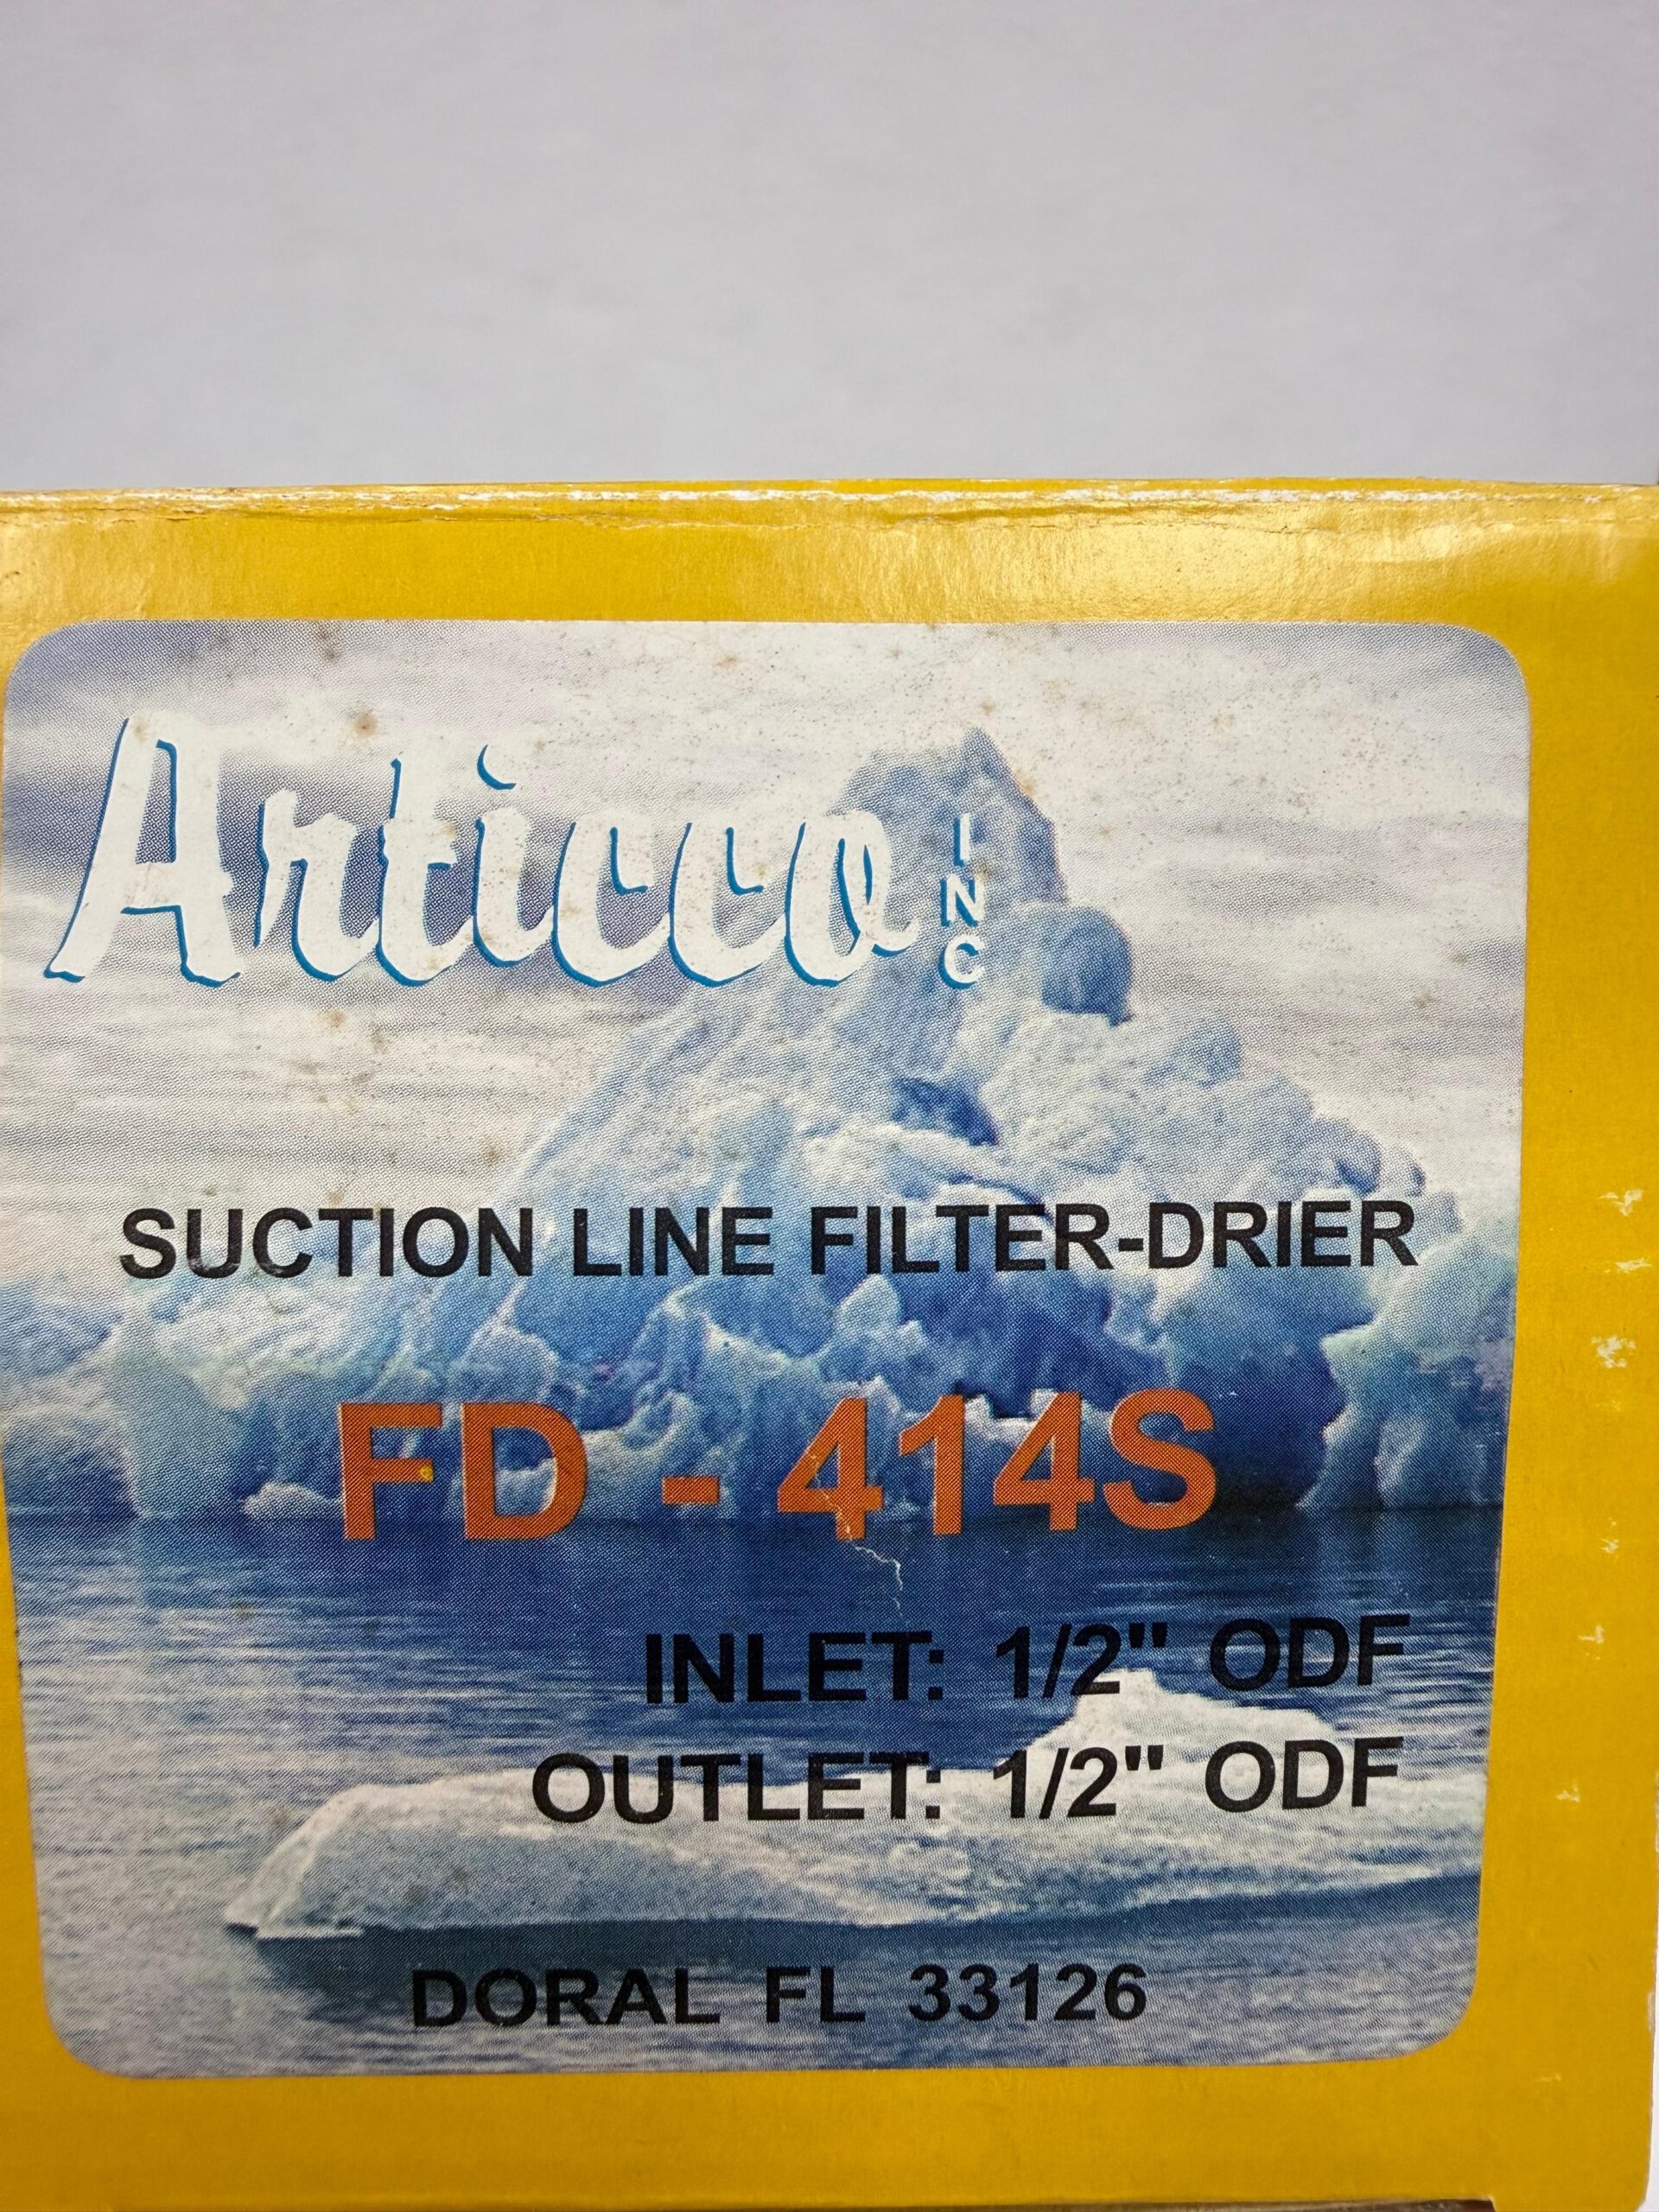 Articco INC
SUCTION LINE FILTER-DRIER
FD - 414S
INLET: 1/2" ODF
OUTLET: 1/2" ODF
DORAL FL 33126